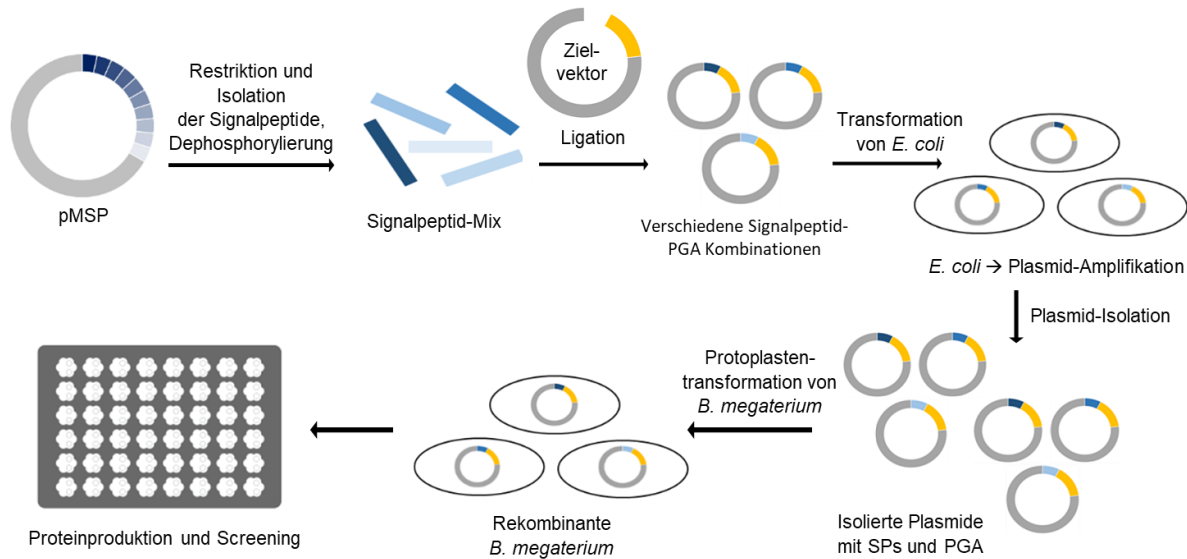 pMSP
Restriktion und
Isolation
der Signalpeptide,
Dephosphorylierung
Signalpeptid-Mix
Ziel-
vektor
Ligation
Verschiedene Signalpeptid-
PGA Kombinationen
Transformation
von E. coli
E. coli → Plasmid-Amplifikation
Plasmid-Isolation
Isolierte Plasmide
mit SPs und PGA
Protoplasten-
transformation von
B. megaterium
Rekombinante
B. megaterium
Proteinproduktion und Screening